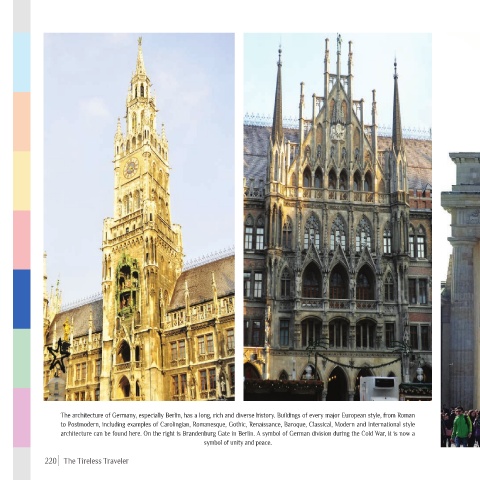 The architecture of Germany, especially Berlin, has a long, rich and diverse history. Buildings of every major European style, from Roman
to Postmodern, including examples of Carolingian, Romanesque, Gothic, Renaissance, Baroque, Classical, Modern and International style
architecture can be found here. On the right is Brandenburg Gate in Berlin. A symbol of German division during the Cold War, it is now a
symbol of unity and peace.
220 | The Tireless Traveler